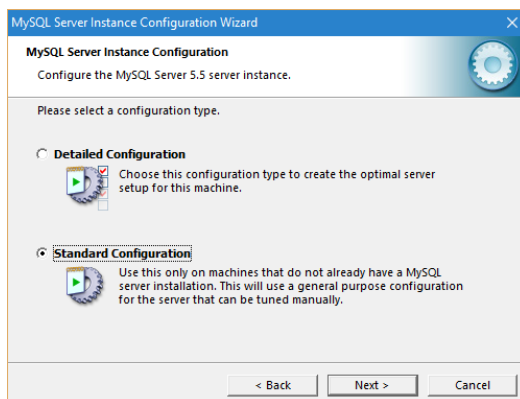 MySQL Server Instance Configuration Wizard
MySQL Server Instance Configuration
Configure the MySQL Server 5.5 server instance.
Please select a configuration type.
Detailed Configuration
Choose this configuration type to create the optimal server
setup for this machine.
Standard Configuration
Use this only on machines that do not already have a MySQL
server installation. This will use a general purpose configuration
for the server that can be tuned manually.
< Back Next > Cancel